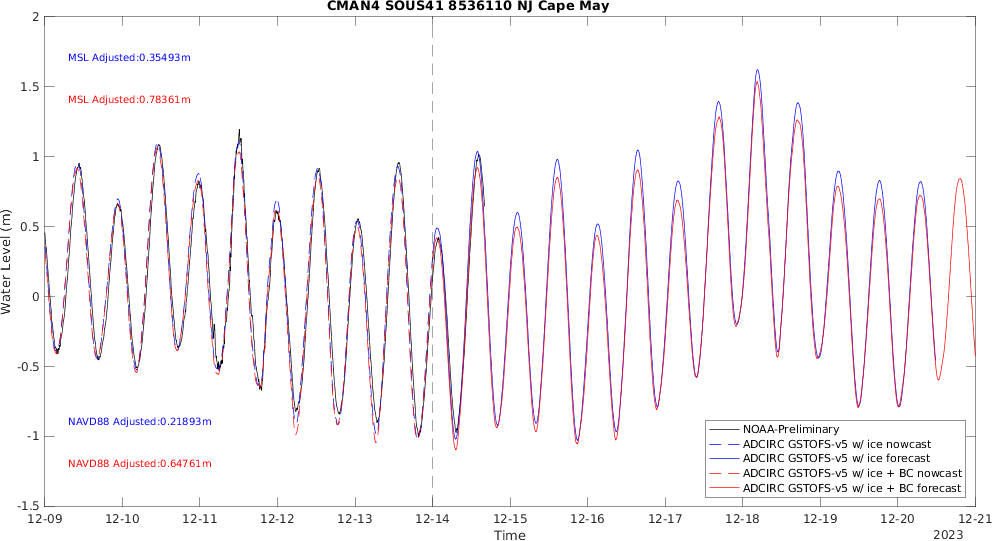 CMAN4 SOUS41 8536110 NJ Cape May
2
1.5
1
0.5
0
-0.5
-1
-1.5
Water Level (m)
MSL Adjusted:0.35493m
MSL Adjusted:0.78361m
NAVD88 Adjusted:0.21893m
NAVD88 Adjusted:0.64761m
NOAA-Preliminary
ADCIRC GSTOFS-v5 w/ ice nowcast
ADCIRC GSTOFS-v5 w/ ice forecast
ADCIRC GSTOFS-v5 w/ ice + BC nowcast
ADCIRC GSTOFS-v5 w/ ice + BC forecast
12-09 12-10 12-11 12-12 12-13 12-14 12-15 12-16 12-17 12-18 12-19 12-20 12-21
Time
2023